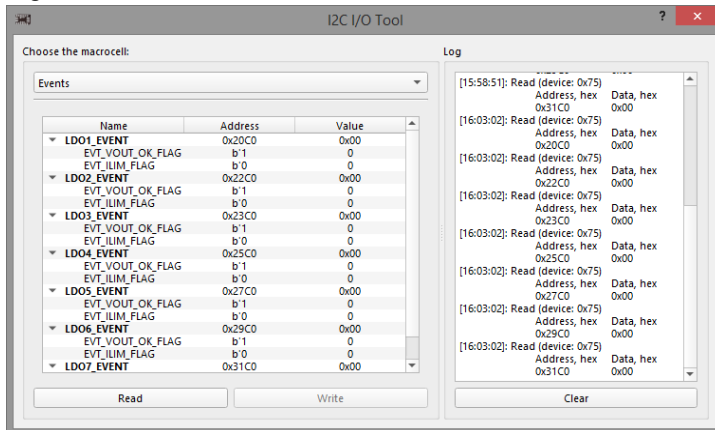 I2C I/O Tool
? ×
Choose the macrocell:
Events
Name Address Value
LDO1_EVENT 0x20C0 0x00
EVT_VOUT_OK_FLAG b'1 0
EVT_ILIM_FLAG b'0 0
LDO2_EVENT 0x22C0 0x00
EVT_VOUT_OK_FLAG b'1 0
EVT_ILIM_FLAG b'0 0
LDO3_EVENT 0x23C0 0x00
EVT_VOUT_OK_FLAG b'1 0
EVT_ILIM_FLAG b'0 0
LDO4_EVENT 0x25C0 0x00
EVT_VOUT_OK_FLAG b'1 0
EVT_ILIM_FLAG b'0 0
LDO5_EVENT 0x27C0 0x00
EVT_VOUT_OK_FLAG b'1 0
EVT_ILIM_FLAG b'0 0
LDO6_EVENT 0x29C0 0x00
EVT_VOUT_OK_FLAG b'1 0
EVT_ILIM_FLAG b'0 0
LDO7_EVENT 0x31C0 0x00
Read Write
Log
[15:58:51]: Read (device: 0x75)
Address, hex Data, hex
0x31C0 0x00
[16:03:02]: Read (device: 0x75)
Address, hex Data, hex
0x20C0 0x00
[16:03:02]: Read (device: 0x75)
Address, hex Data, hex
0x22C0 0x00
[16:03:02]: Read (device: 0x75)
Address, hex Data, hex
0x23C0 0x00
[16:03:02]: Read (device: 0x75)
Address, hex Data, hex
0x25C0 0x00
[16:03:02]: Read (device: 0x75)
Address, hex Data, hex
0x27C0 0x00
[16:03:02]: Read (device: 0x75)
Address, hex Data, hex
0x29C0 0x00
[16:03:02]: Read (device: 0x75)
Address, hex Data, hex
0x31C0 0x00
Clear